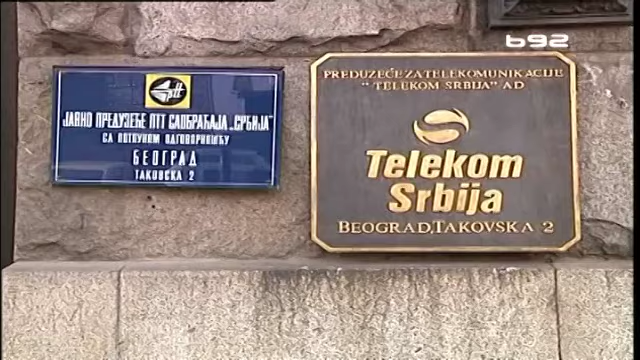 b92
ptt
ЈАВНО ПРЕДУЗЕЋЕ ПТТ САОБРАЋАЈА „СРБИЈА"
СА ПОТПУНОМ ОДГОВОРНОШЋУ
БЕОГРАД
ТАКОВСКА 2
PREDUZEĆE ZA TELEKOMUNIKACIJE
"TELEKOM SRBIJA" AD
Telekom
Srbija
BEOGRAD,TAKOVSKA 2